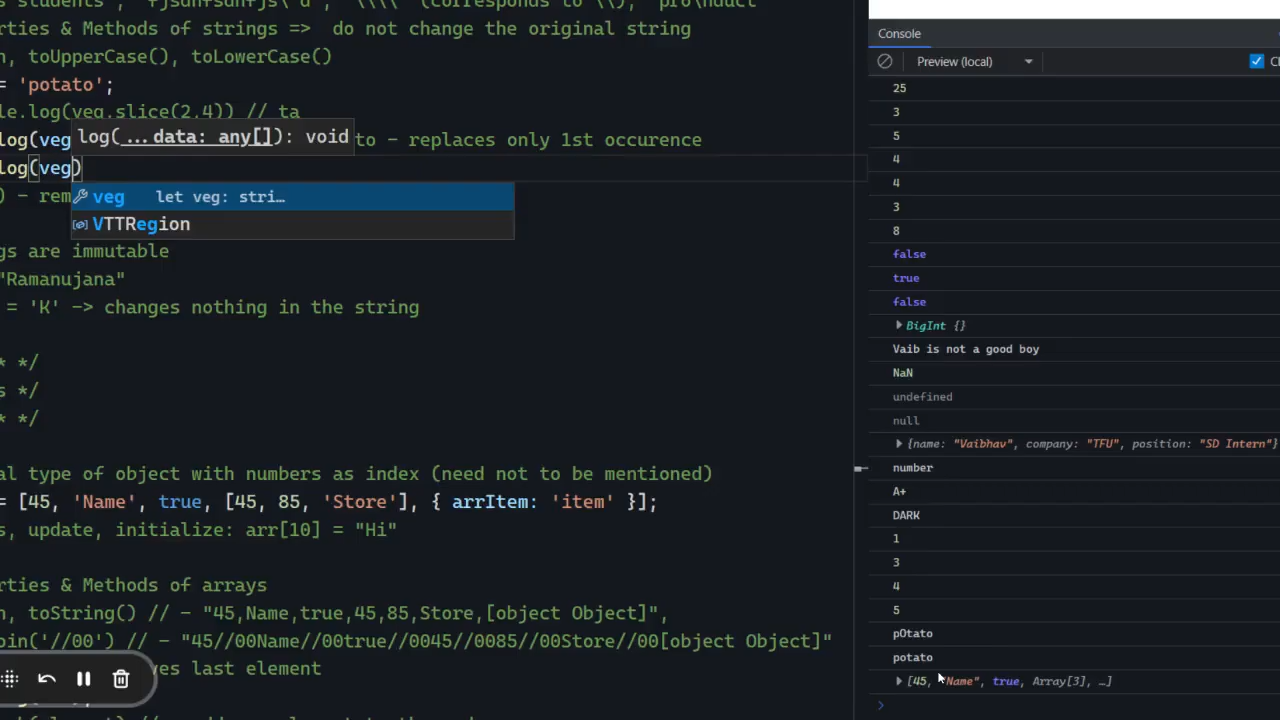 students", "fjsdhfsdhfjs\"d", "\\\\" (corresponds to \\), "pro\nduct"
rties & Methods of strings => do not change the original string
h, toUpperCase(), toLowerCase()
= 'potato';
le.log(veg.slice(2,4)) // ta
log(veg
to - replaces only 1st occurence
log(... data: any[]): void
log(veg)
) - rem
veg let veg: stri…
VTTRegion
gs are immutable
"Ramanujana"
= 'K' -> changes nothing in the string
* */
s */
* */
al type of object with numbers as index (need not to be mentioned)
= [45, 'Name', true, [45, 85, 'Store'], { arrItem: 'item' }];
s, update, initialize: arr[10] = "Hi"
rties & Methods of arrays
h, toString() // - "45,Name,true,45,85,Store,[object Object]",
oin('//00') // - "45//00Name//00true//0045//0085//00Store//00[object Object]"
ves last element
Console
Preview (local)
25
3
5
4
4
3
8
false
true
false
BigInt {}
Vaib is not a good boy
NaN
undefined
null
{name: "Vaibhav", company: "TFU", position: "SD Intern"}
number
A+
DARK
1
3
4
5
pOtato
potato
[45, "Name", true, Array[3], …]